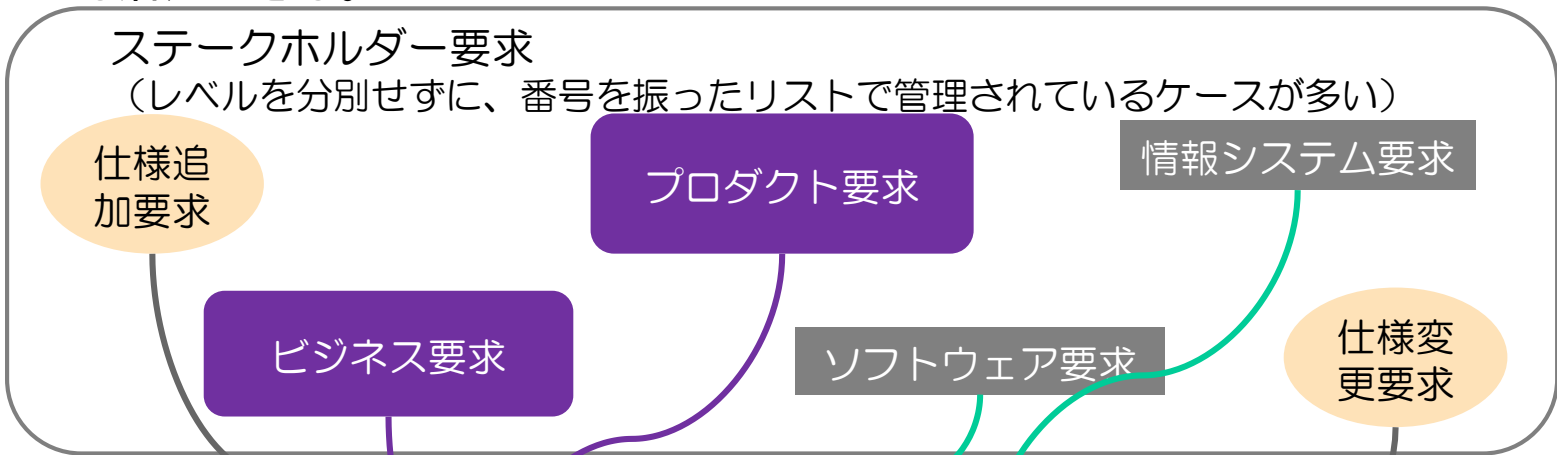 ステークホルダー要求
（レベルを分別せずに、番号を振ったリストで管理されているケースが多い）
仕様追
加要求
プロダクト要求
情報システム要求
ビジネス要求
ソフトウェア要求
仕様変
更要求